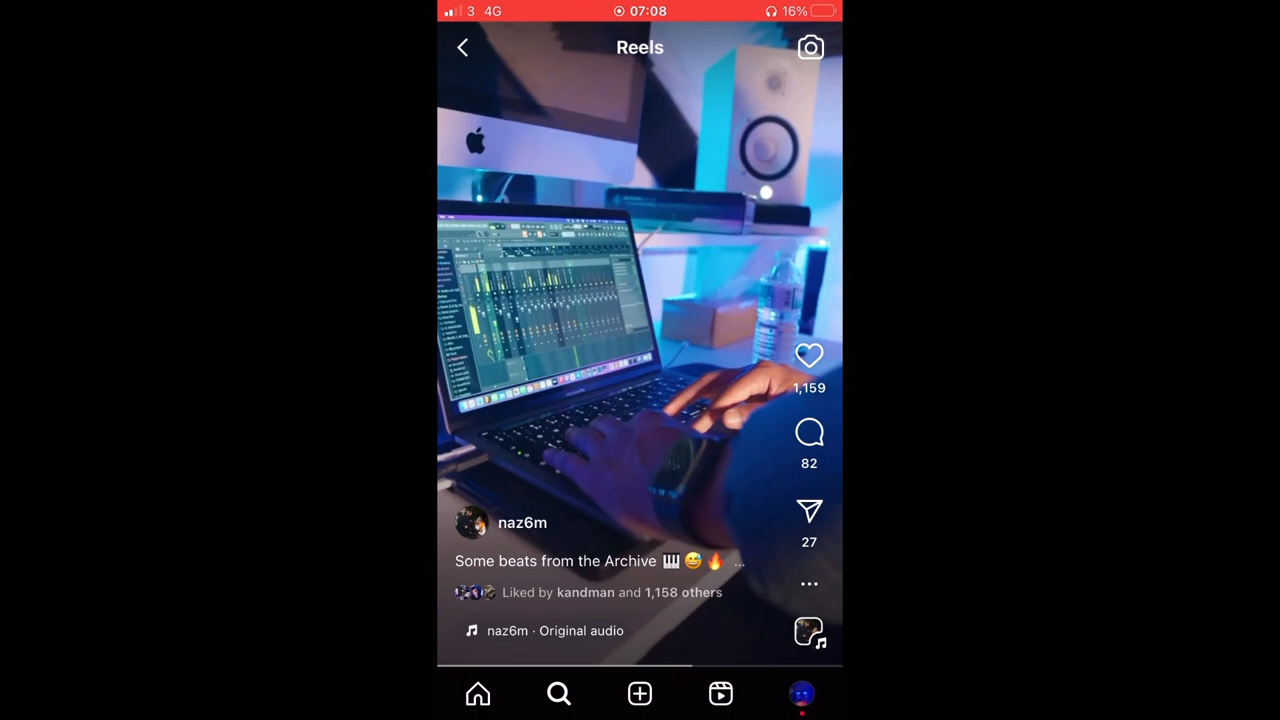 3 4G 07:08 16%
Reels
1,159
82
27
naz6m
Some beats from the Archive 🎹 😅 🔥 ...
Liked by kandman and 1,158 others
naz6m · Original audio